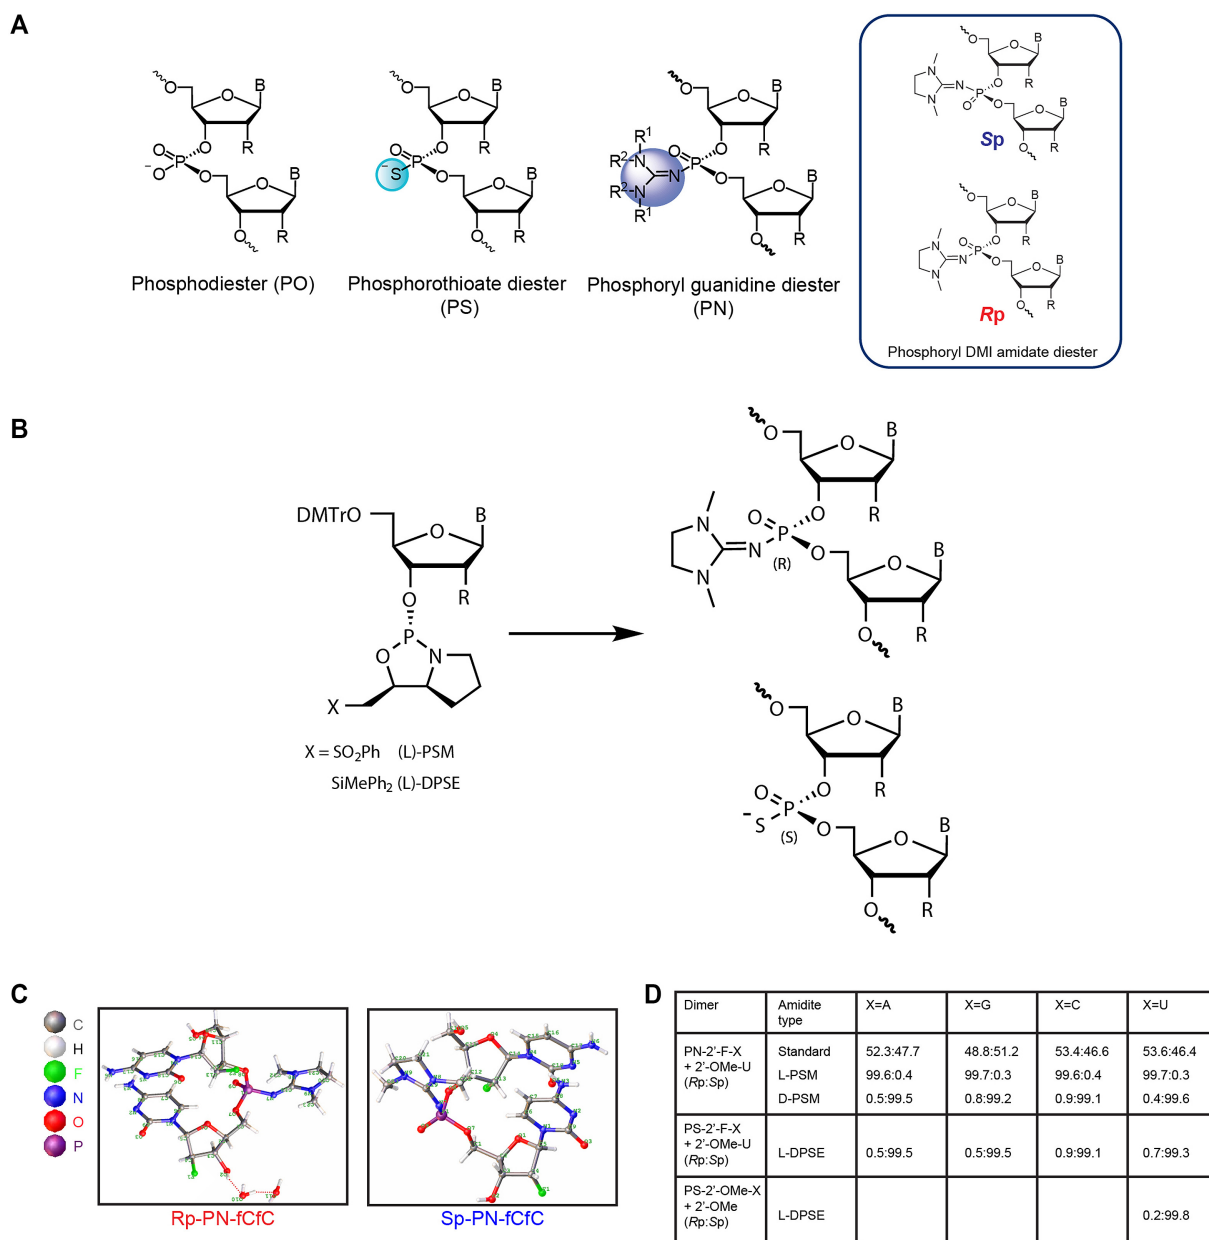 A
Phosphodiester (PO)
Phosphorothioate diester
(PS)
Phosphoryl guanidine diester
(PN)
O
O
B
O
R
O
P
⁻O
O
O
B
O
R
O
O
B
O
R
O
P
⁻S
O
O
B
O
R
O
O
B
R¹
R²-N
R²-N
R¹
N
O
P
O
R
O
O
B
O
R
O
B
O
N
N
N
P
O
O
R
O
O
B
R
Sp
O
O
B
N
N
N
O
P
O
R
O
O
B
O
R
Rp
Phosphoryl DMI amidate diester
B
DMTrO
O
B
O
R
P
O
N
X
X = SO₂Ph (L)-PSM
SiMePh₂ (L)-DPSE
O
O
B
N
N
N
O
P
(R)
O
R
O
O
B
O
R
O
O
B
O
P
⁻S
(S)
O
R
O
O
B
O
R
C
C
H
F
N
O
P
Rp-PN-fCfC
Sp-PN-fCfC
D
Dimer
Amidite type
X=A
X=G
X=C
X=U
PN-2'-F-X
+ 2'-OMe-U
(Rp:Sp)
Standard 52.3:47.7 48.8:51.2 53.4:46.6 53.6:46.4
L-PSM 99.6:0.4 99.7:0.3 99.6:0.4 99.7:0.3
D-PSM 0.5:99.5 0.8:99.2 0.9:99.1 0.4:99.6
PS-2'-F-X
+ 2'-OMe-U
(Rp:Sp)
L-DPSE 0.5:99.5 0.5:99.5 0.9:99.1 0.7:99.3
PS-2'-OMe-X
+ 2'-OMe
(Rp:Sp)
L-DPSE 0.2:99.8